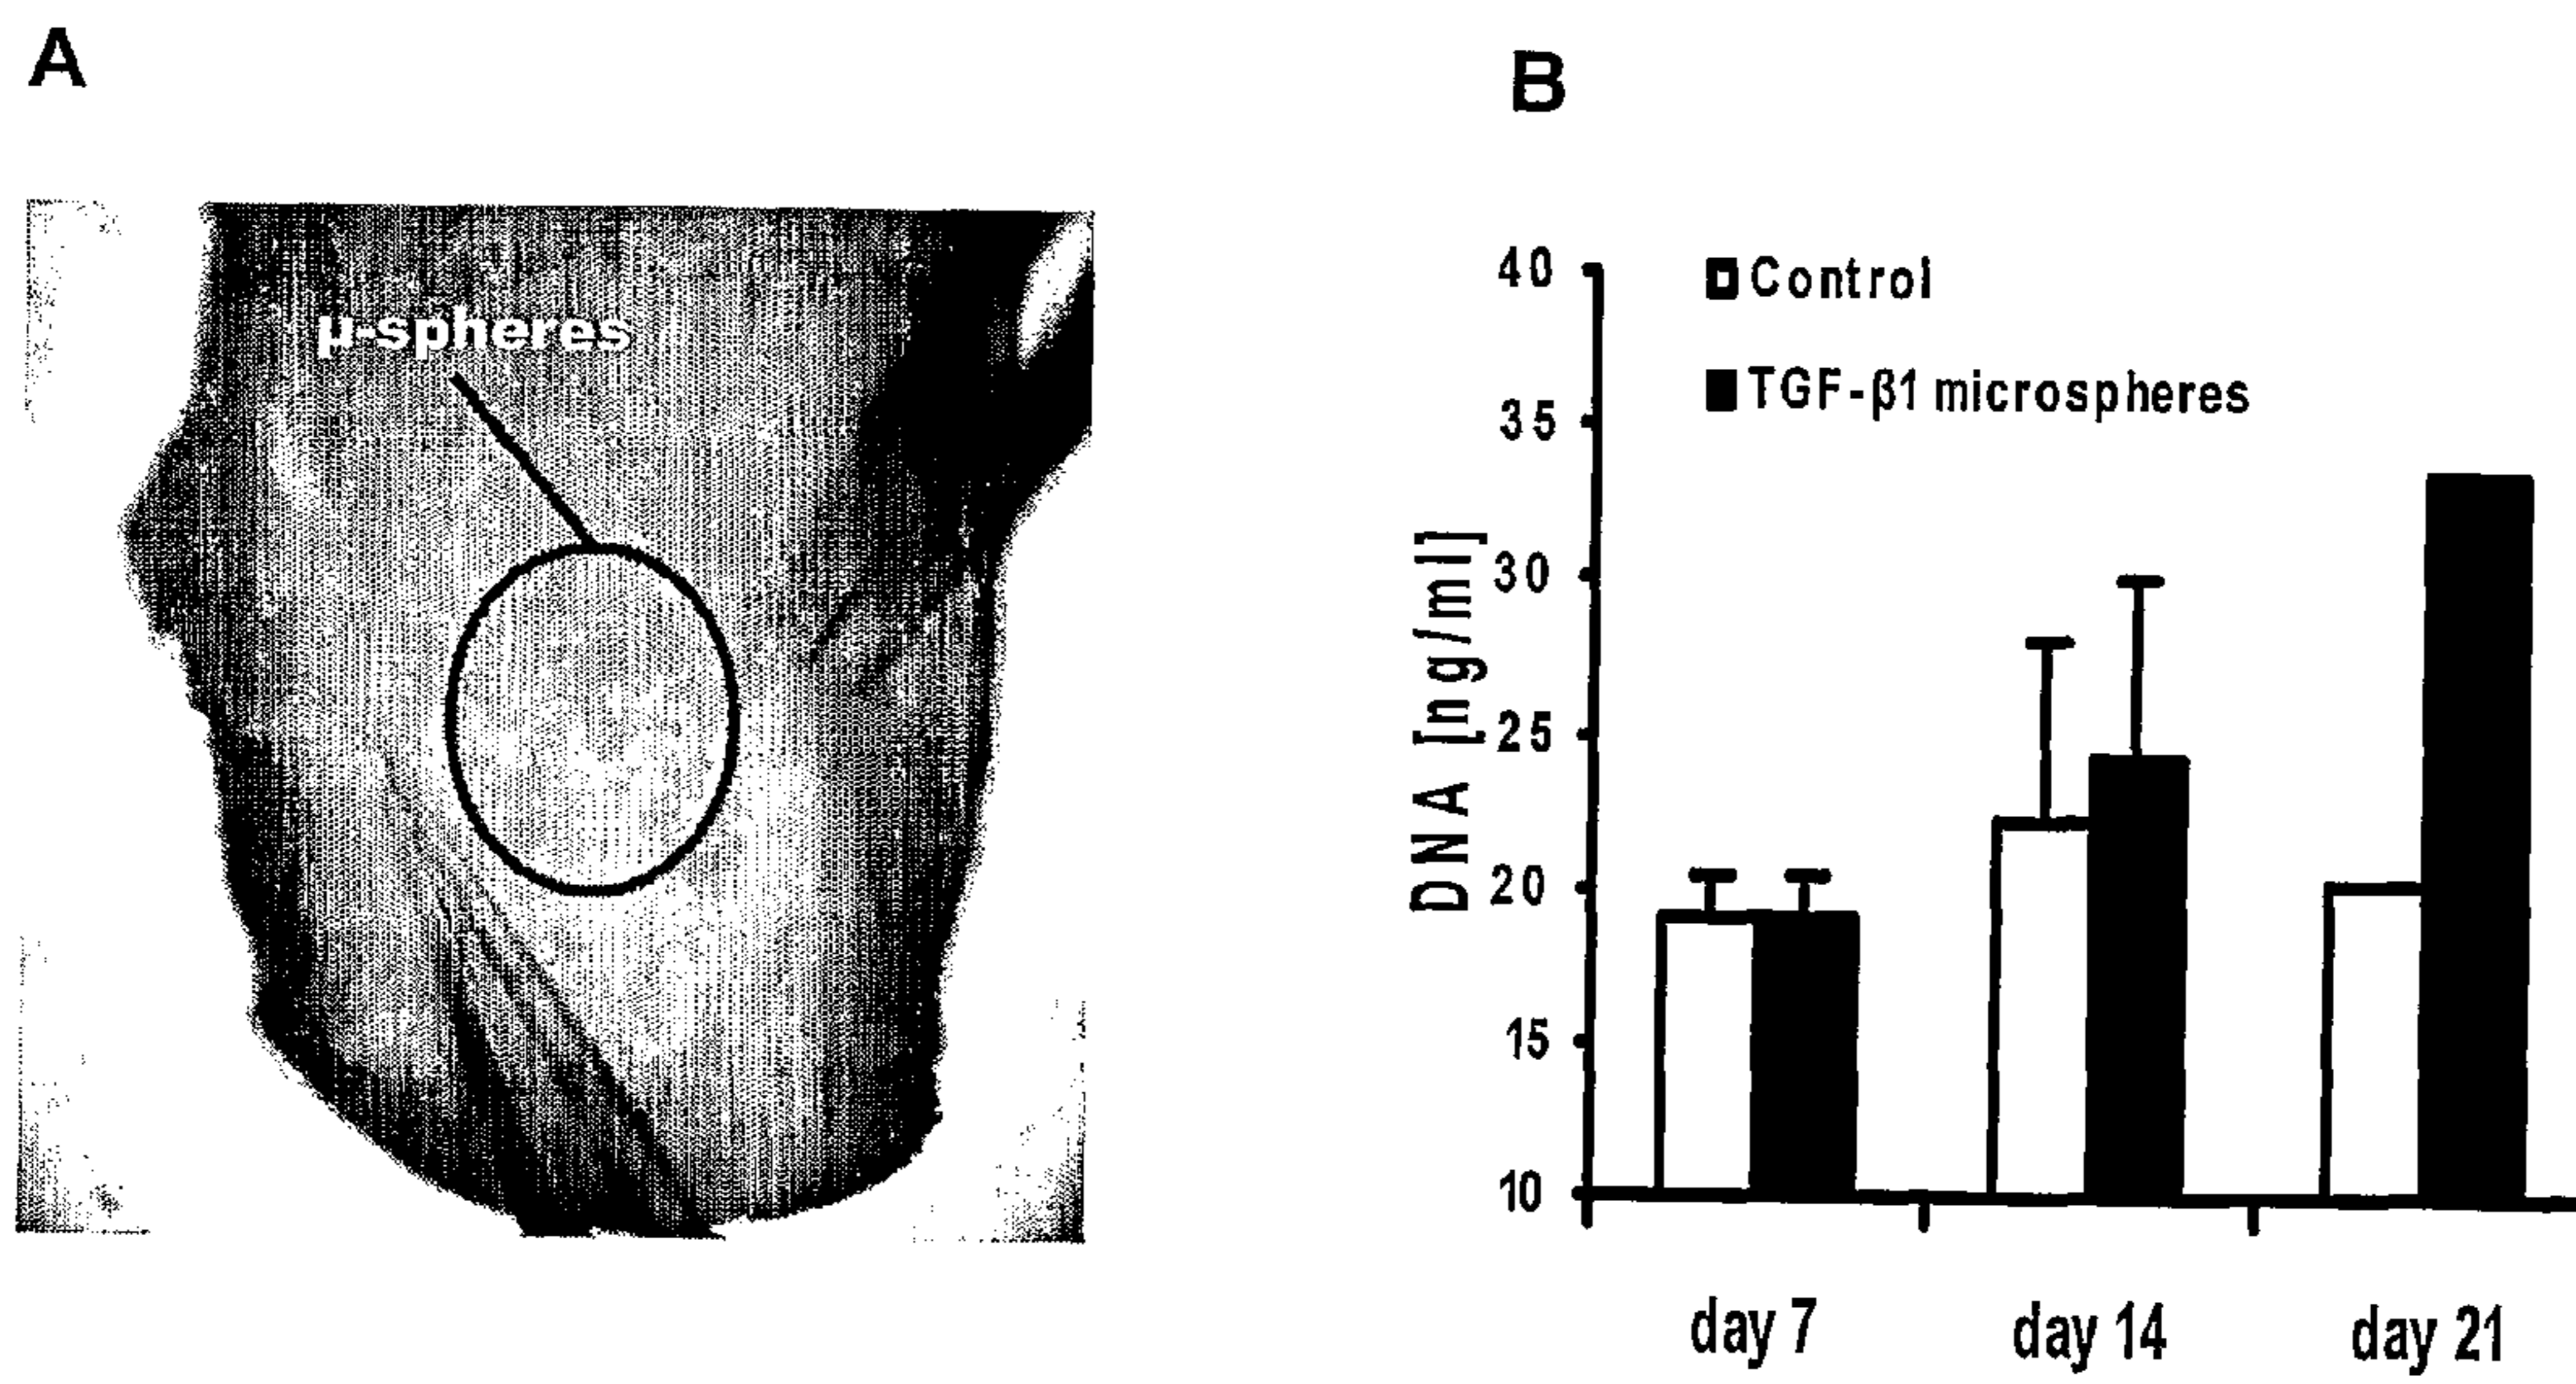 A
B
μ-spheres
40
35
30
25
20
15
10
DNA [ng/ml]
Control
TGF-β1 microspheres
day 7
day 14
day 21